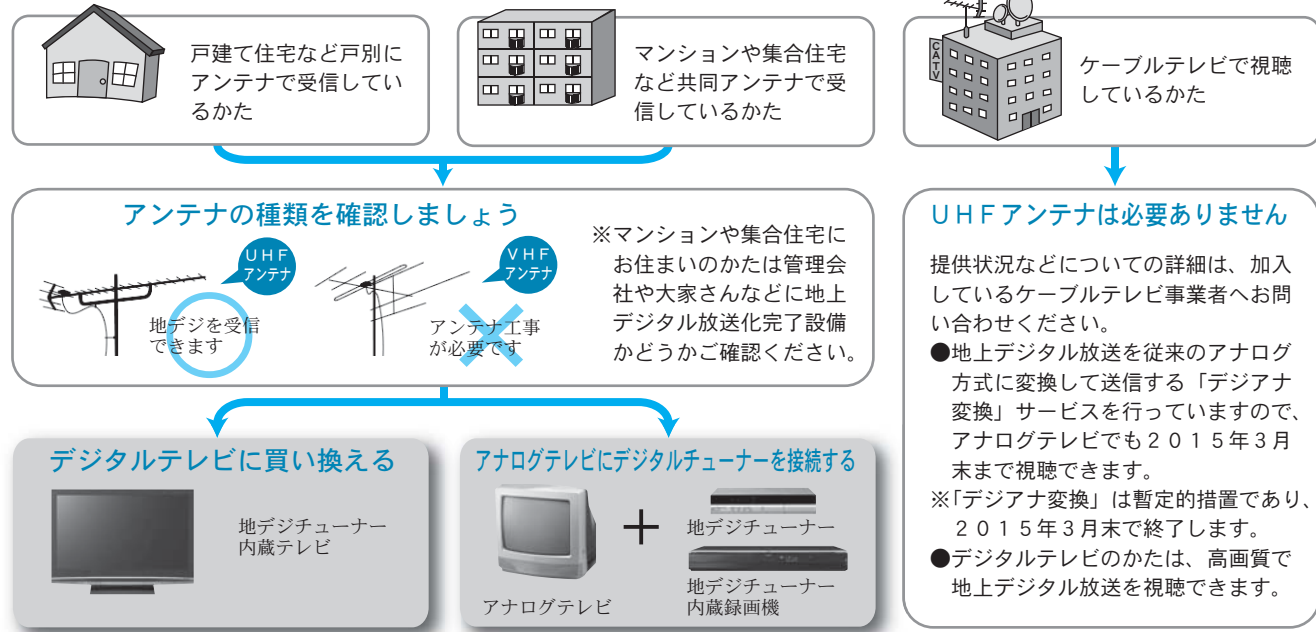 戸建て住宅など戸別に
アンテナで受信してい
るかた
マンションや集合住宅
など共同アンテナで受
信しているかた
CATV
ケーブルテレビで視聴
しているかた
アンテナの種類を確認しましょう
UHF
アンテナ
地デジを受信
できます
VHF
アンテナ
アンテナ工事
が必要です
※マンションや集合住宅に
お住まいのかたは管理会
社や大家さんなどに地上
デジタル放送化完了設備
かどうかご確認ください。
デジタルテレビに買い換える
地デジチューナー
内蔵テレビ
アナログテレビにデジタルチューナーを接続する
アナログテレビ
＋
地デジチューナー
地デジチューナー
内蔵録画機
ＵＨＦアンテナは必要ありません
提供状況などについての詳細は、加入
しているケーブルテレビ事業者へお問
い合わせください。
●地上デジタル放送を従来のアナログ
方式に変換して送信する「デジアナ
変換」サービスを行っていますので、
アナログテレビでも２０１５年３月
末まで視聴できます。
※「デジアナ変換」は暫定的措置であり、
２０１５年３月末で終了します。
●デジタルテレビのかたは、高画質で
地上デジタル放送を視聴できます。